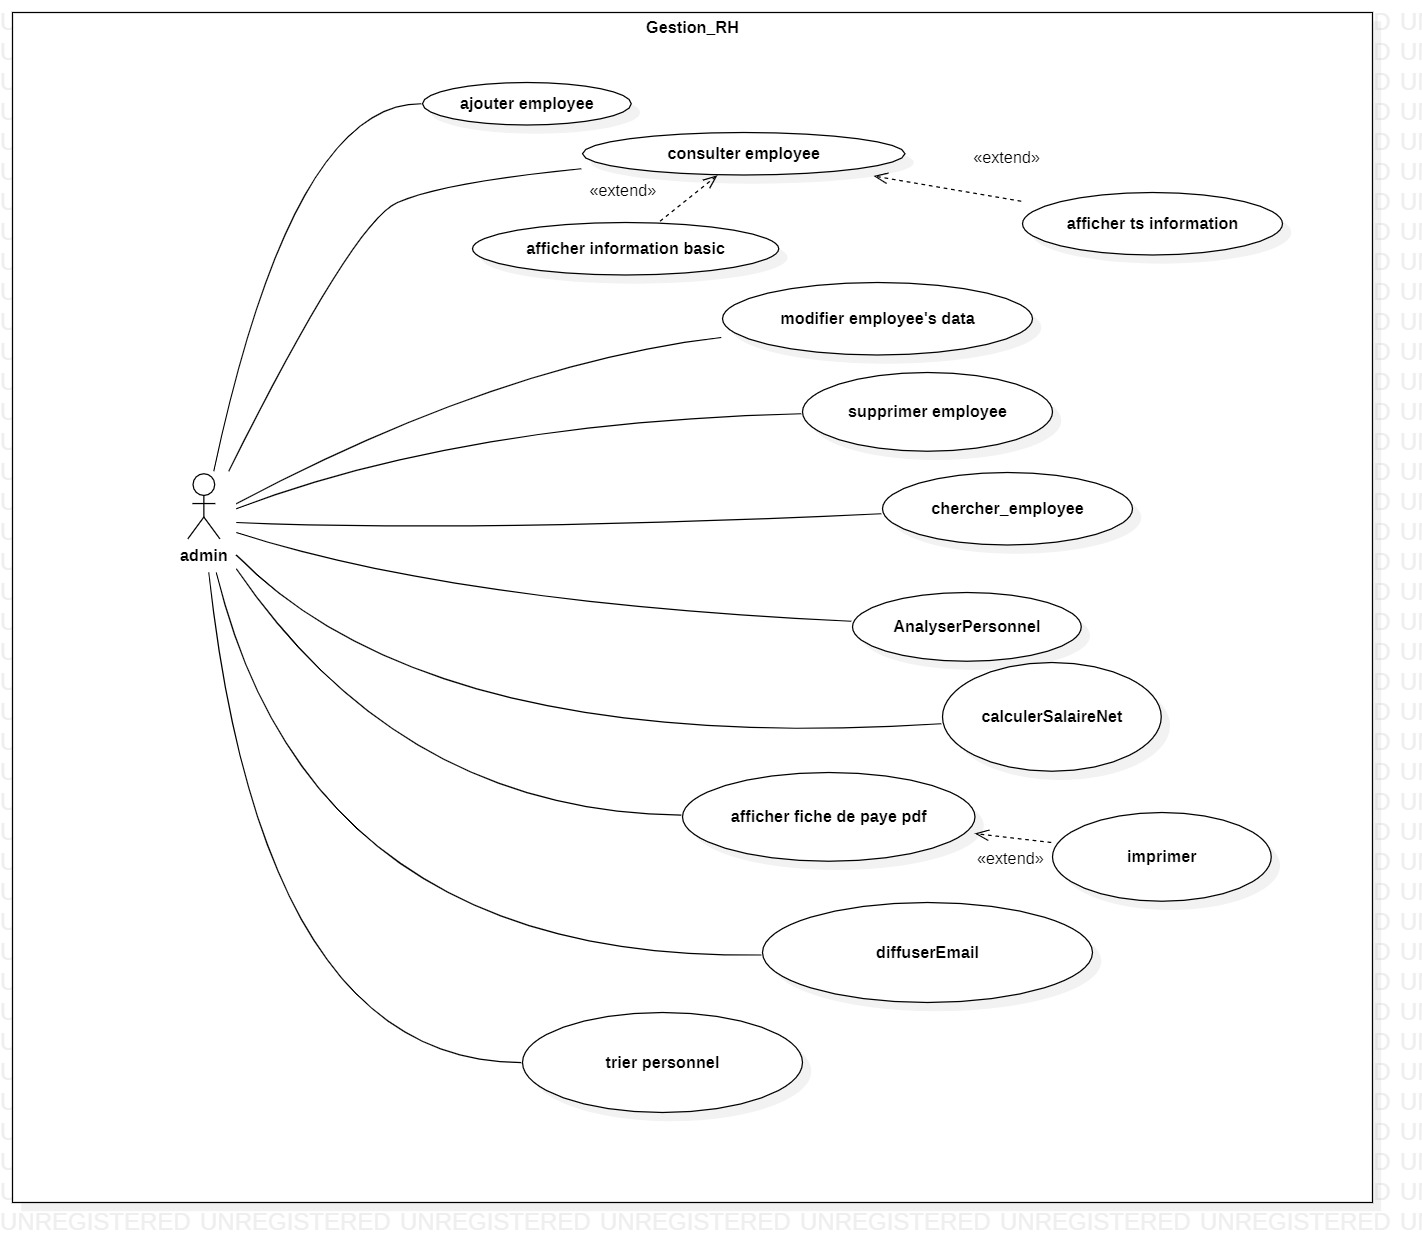 Gestion_RH
ajouter employee
consulter employee
«extend»
«extend»
afficher ts information
afficher information basic
modifier employee's data
supprimer employee
admin
chercher_employee
AnalyserPersonnel
calculerSalaireNet
afficher fiche de paye pdf
«extend»
imprimer
diffuserEmail
trier personnel
UNREGISTERED UNREGISTERED UNREGISTERED UNREGISTERED UNREGISTERED UNREGISTERED UNREGISTERED